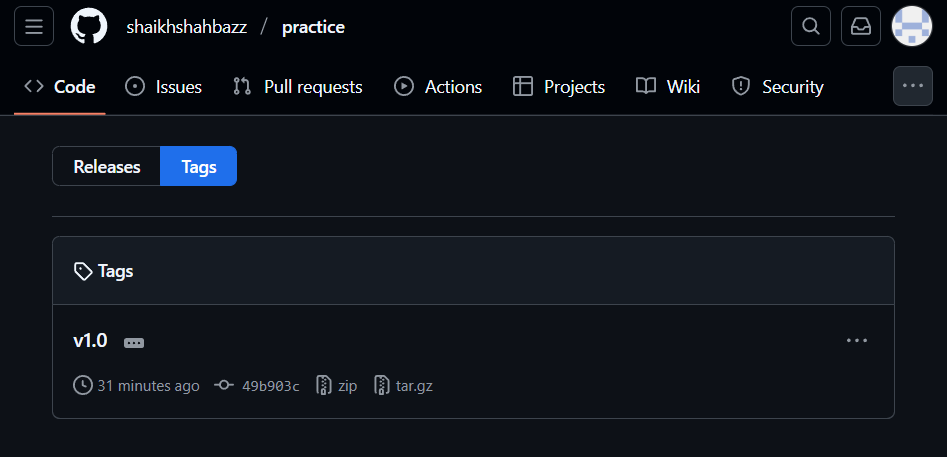 shaikhshahbazz / practice
Code Issues Pull requests Actions Projects Wiki Security
Releases Tags
Tags
v1.0
31 minutes ago 49b903c zip tar.gz